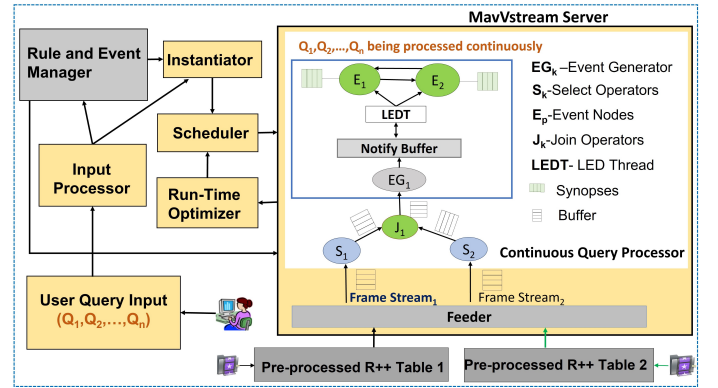 MavVstream Server
Rule and Event
Manager
Instantiator
Scheduler
Input
Processor
Run-Time
Optimizer
User Query Input
(Q₁,Q₂,...,Qₙ)
Q₁,Q₂,...,Qₙ being processed continuously
E₁
E₂
LEDT
Notify Buffer
EG₁
J₁
S₁
S₂
EGₖ –Event Generator
Sₖ-Select Operators
Eₚ-Event Nodes
Jₖ-Join Operators
LEDT- LED Thread
Synopses
Buffer
Continuous Query Processor
Frame Stream₁
Frame Stream₂
Feeder
Pre-processed R++ Table 1
Pre-processed R++ Table 2